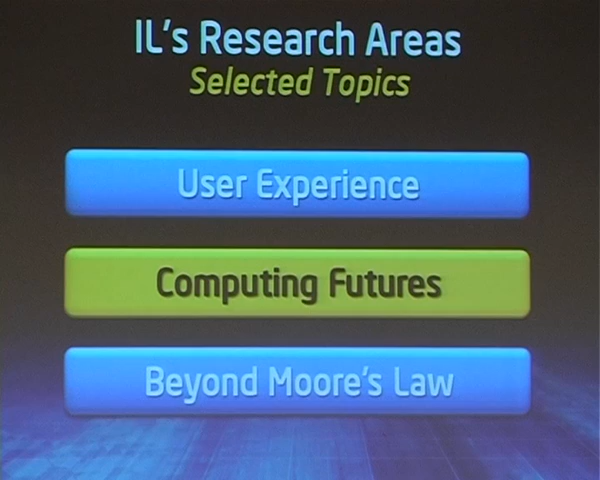 IL's Research Areas
Selected Topics
User Experience
Computing Futures
Beyond Moore's Law